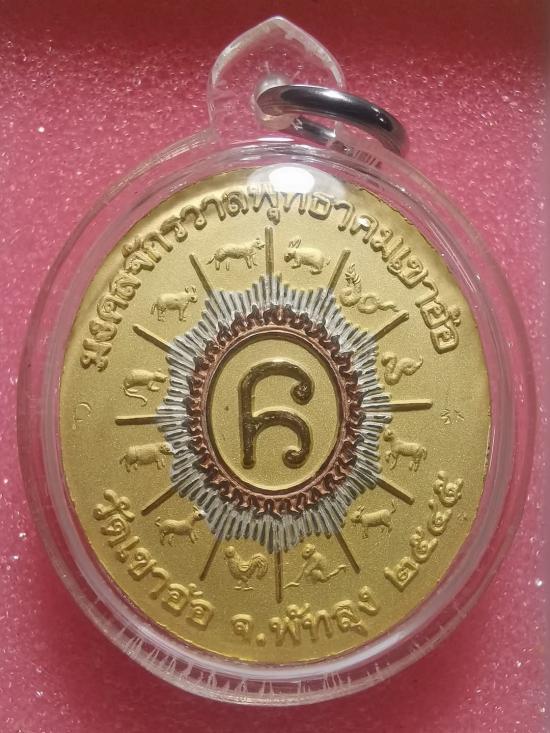 มงคลจักรวาลพุทธาคมเขาอ้อ
วัดเขาอ้อ จ.พัทลุง ๒๕๔๕